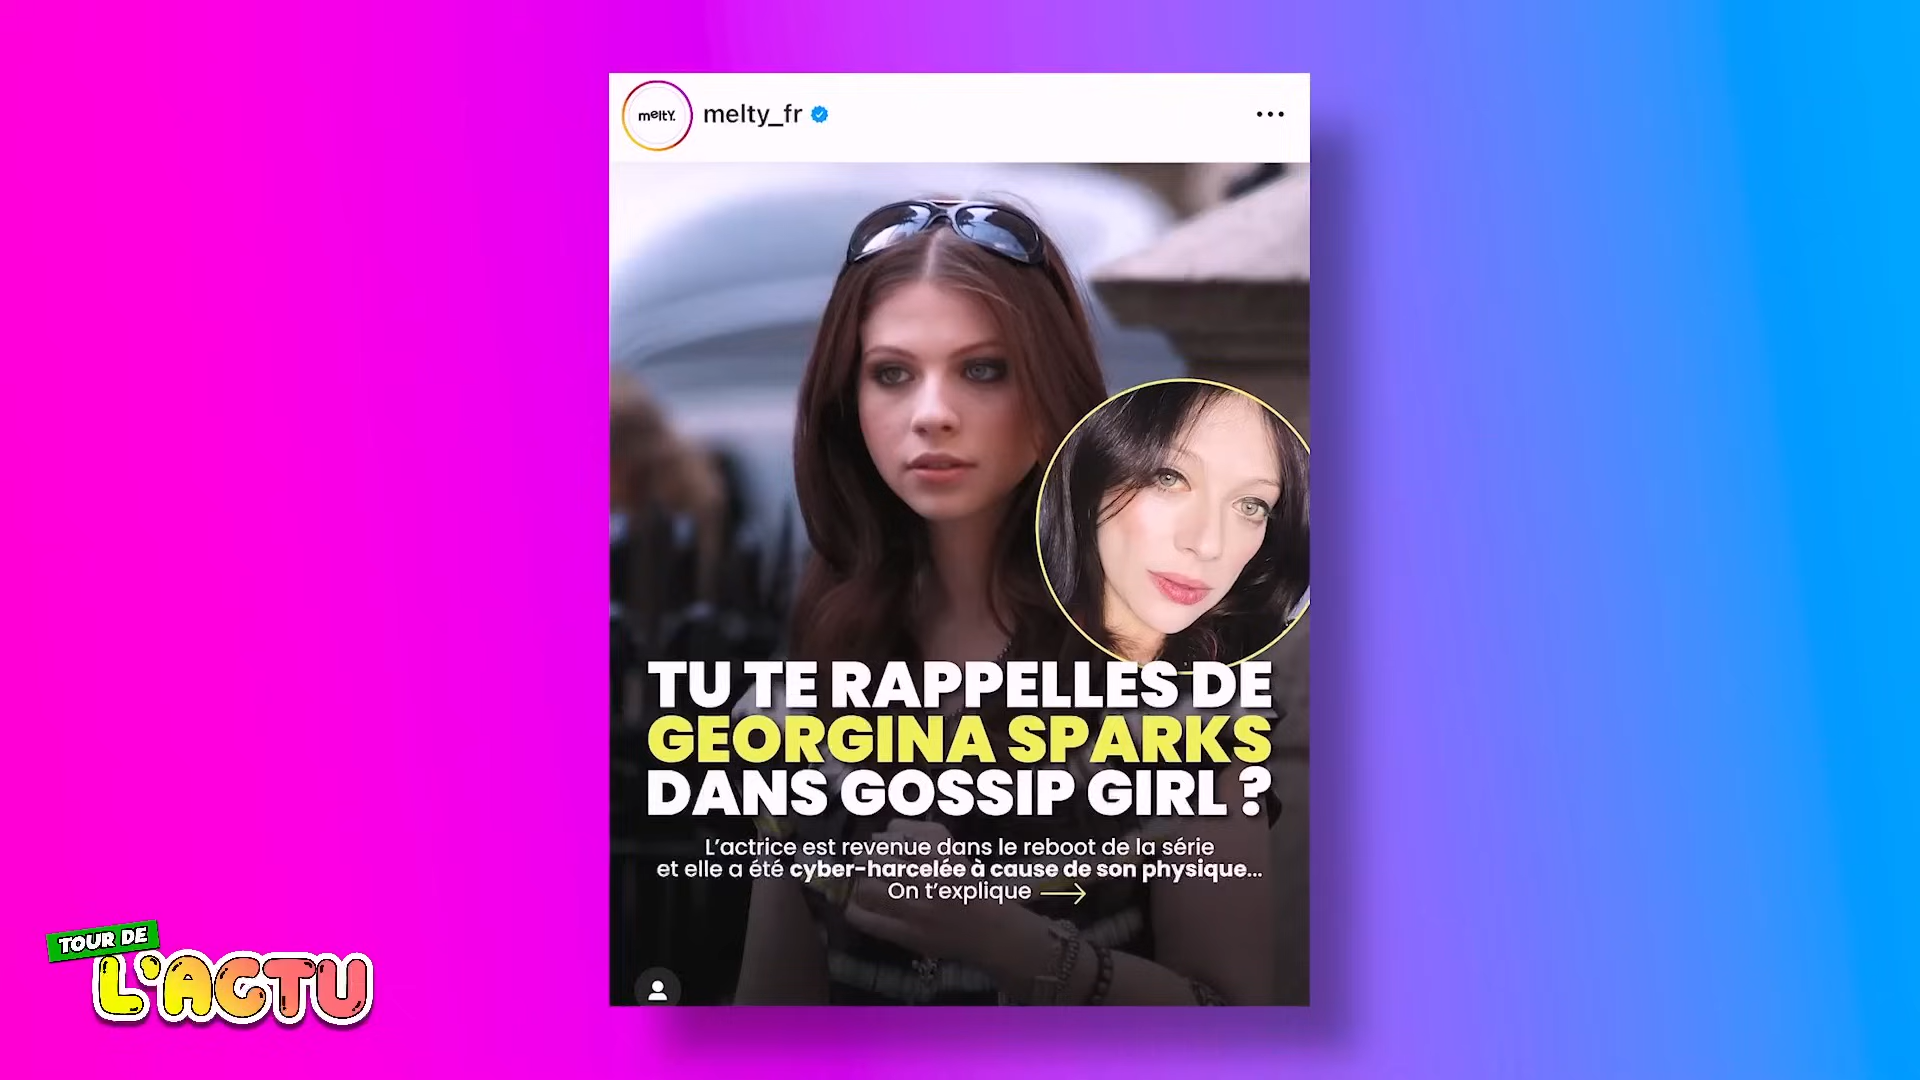 melty.
melty_fr
TU TE RAPPELLES DE
GEORGINA SPARKS
DANS GOSSIP GIRL ?
L'actrice est revenue dans le reboot de la série
et elle a été cyber-harcelée à cause de son physique...
On t'explique →
TOUR DE
L'ACTU